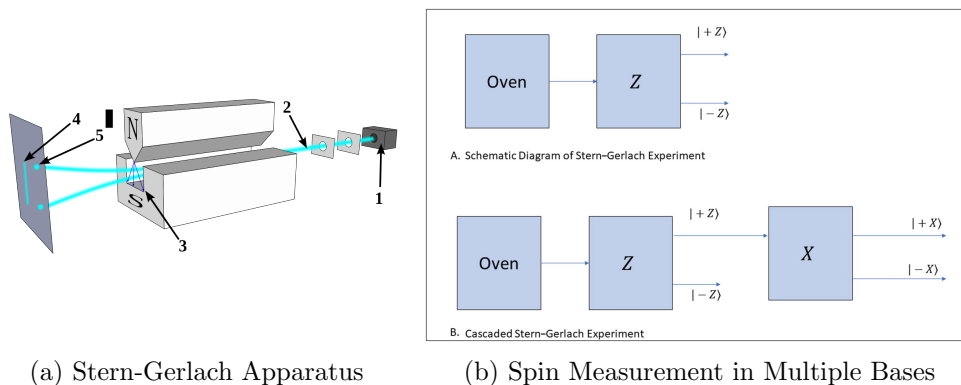 4
5
N
2
1
S
3
(a) Stern-Gerlach Apparatus
Oven
Z
|+Z⟩
|−Z⟩
A. Schematic Diagram of Stern–Gerlach Experiment
Oven
Z
|+Z⟩
|−Z⟩
X
|+X⟩
|−X⟩
B. Cascaded Stern–Gerlach Experiment
(b) Spin Measurement in Multiple Bases